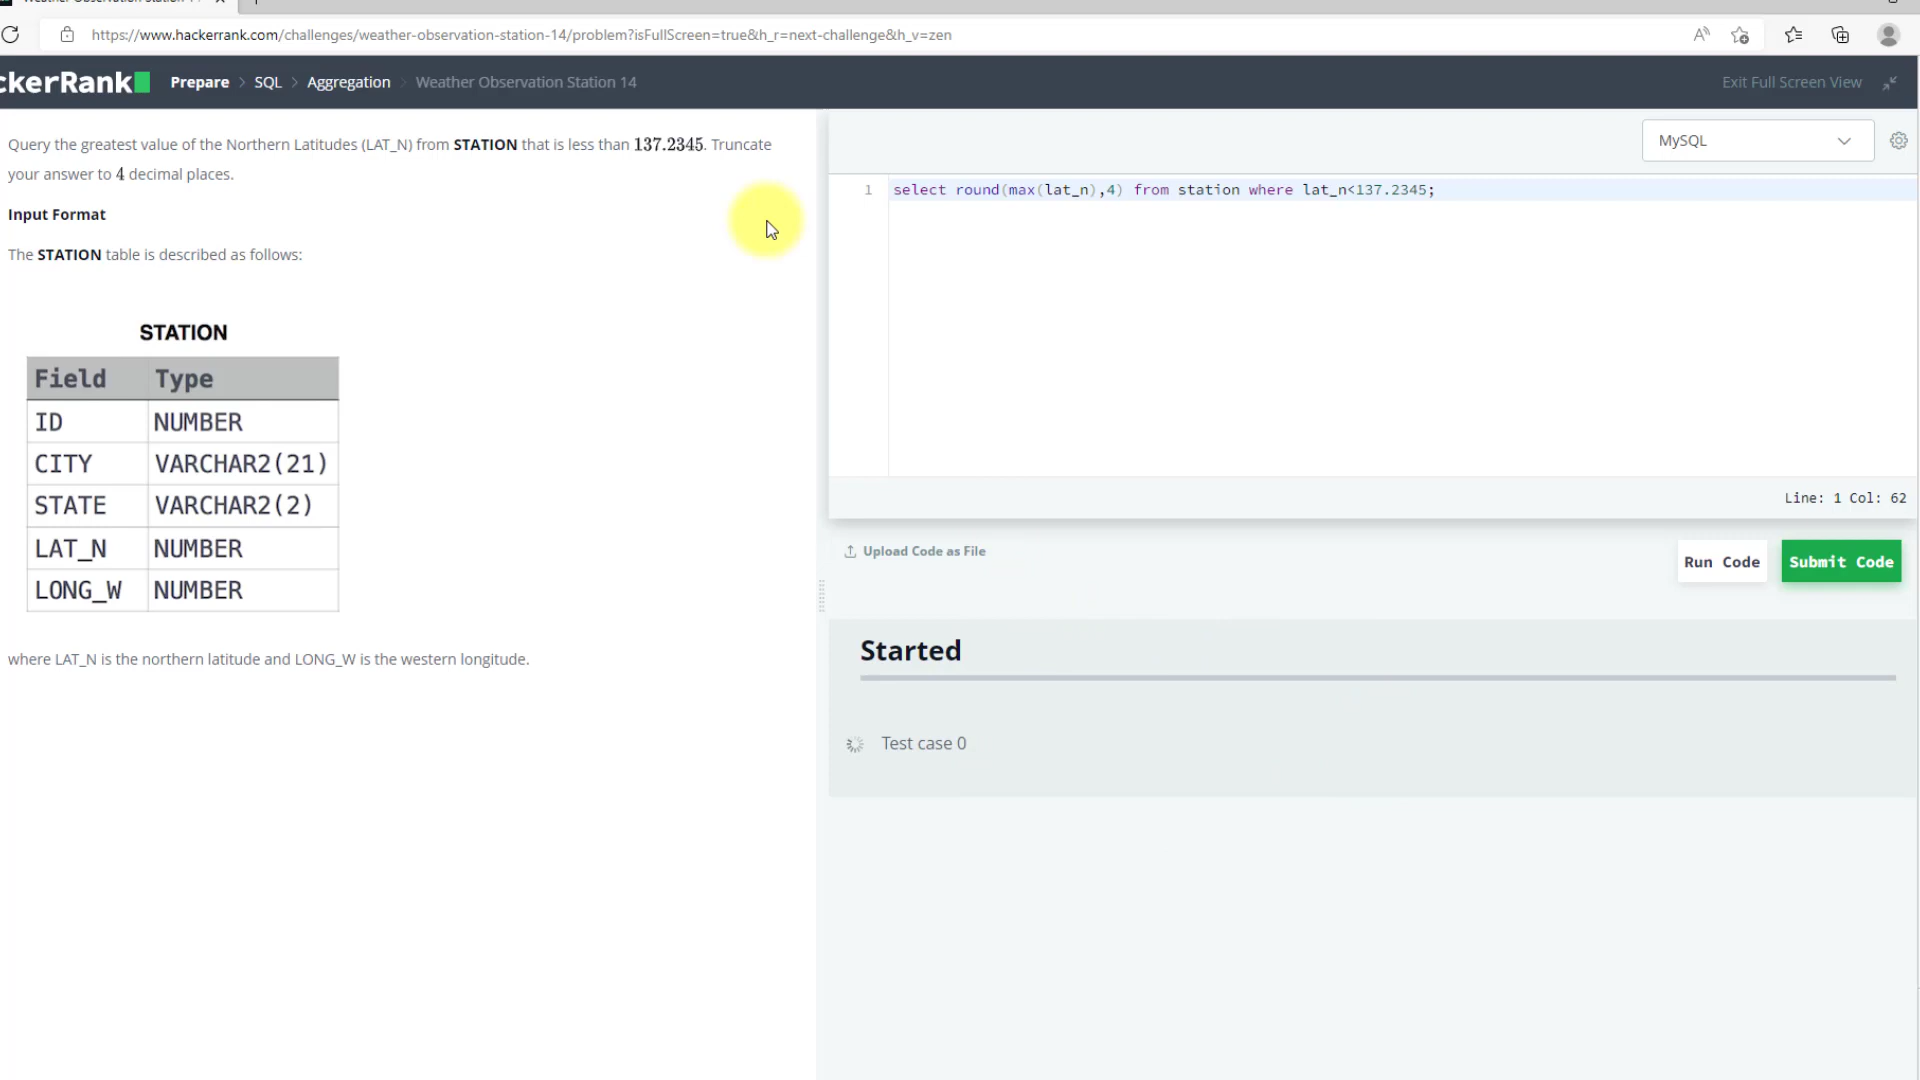 https://www.hackerrank.com/challenges/weather-observation-station-14/problem?isFullScreen=true&h_r=next-challenge&h_v=zen
ckerRank Prepare > SQL > Aggregation > Weather Observation Station 14 Exit Full Screen View
Query the greatest value of the Northern Latitudes (LAT_N) from STATION that is less than 137.2345. Truncate
your answer to 4 decimal places.
Input Format
The STATION table is described as follows:
STATION
Field Type
ID NUMBER
CITY VARCHAR2(21)
STATE VARCHAR2(2)
LAT_N NUMBER
LONG_W NUMBER
where LAT_N is the northern latitude and LONG_W is the western longitude.
MySQL
1 select round(max(lat_n),4) from station where lat_n<137.2345;
Line: 1 Col: 62
Upload Code as File
Run Code
Submit Code
Started
Test case 0